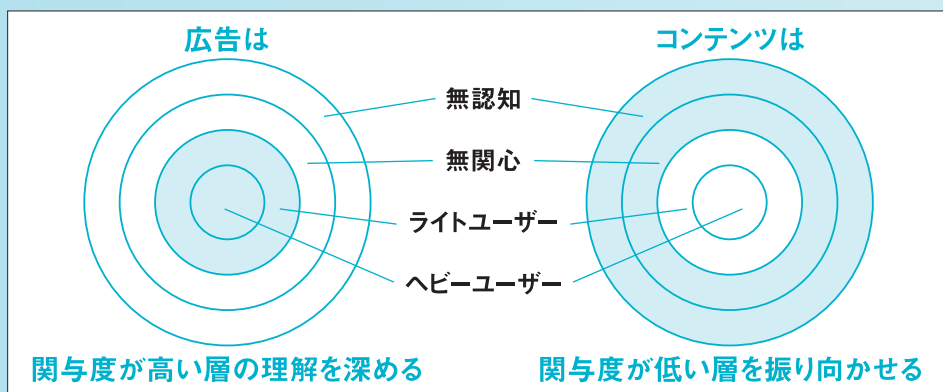 広告は
コンテンツは
無認知
無関心
ライトユーザー
ヘビーユーザー
関与度が高い層の理解を深める
関与度が低い層を振り向かせる